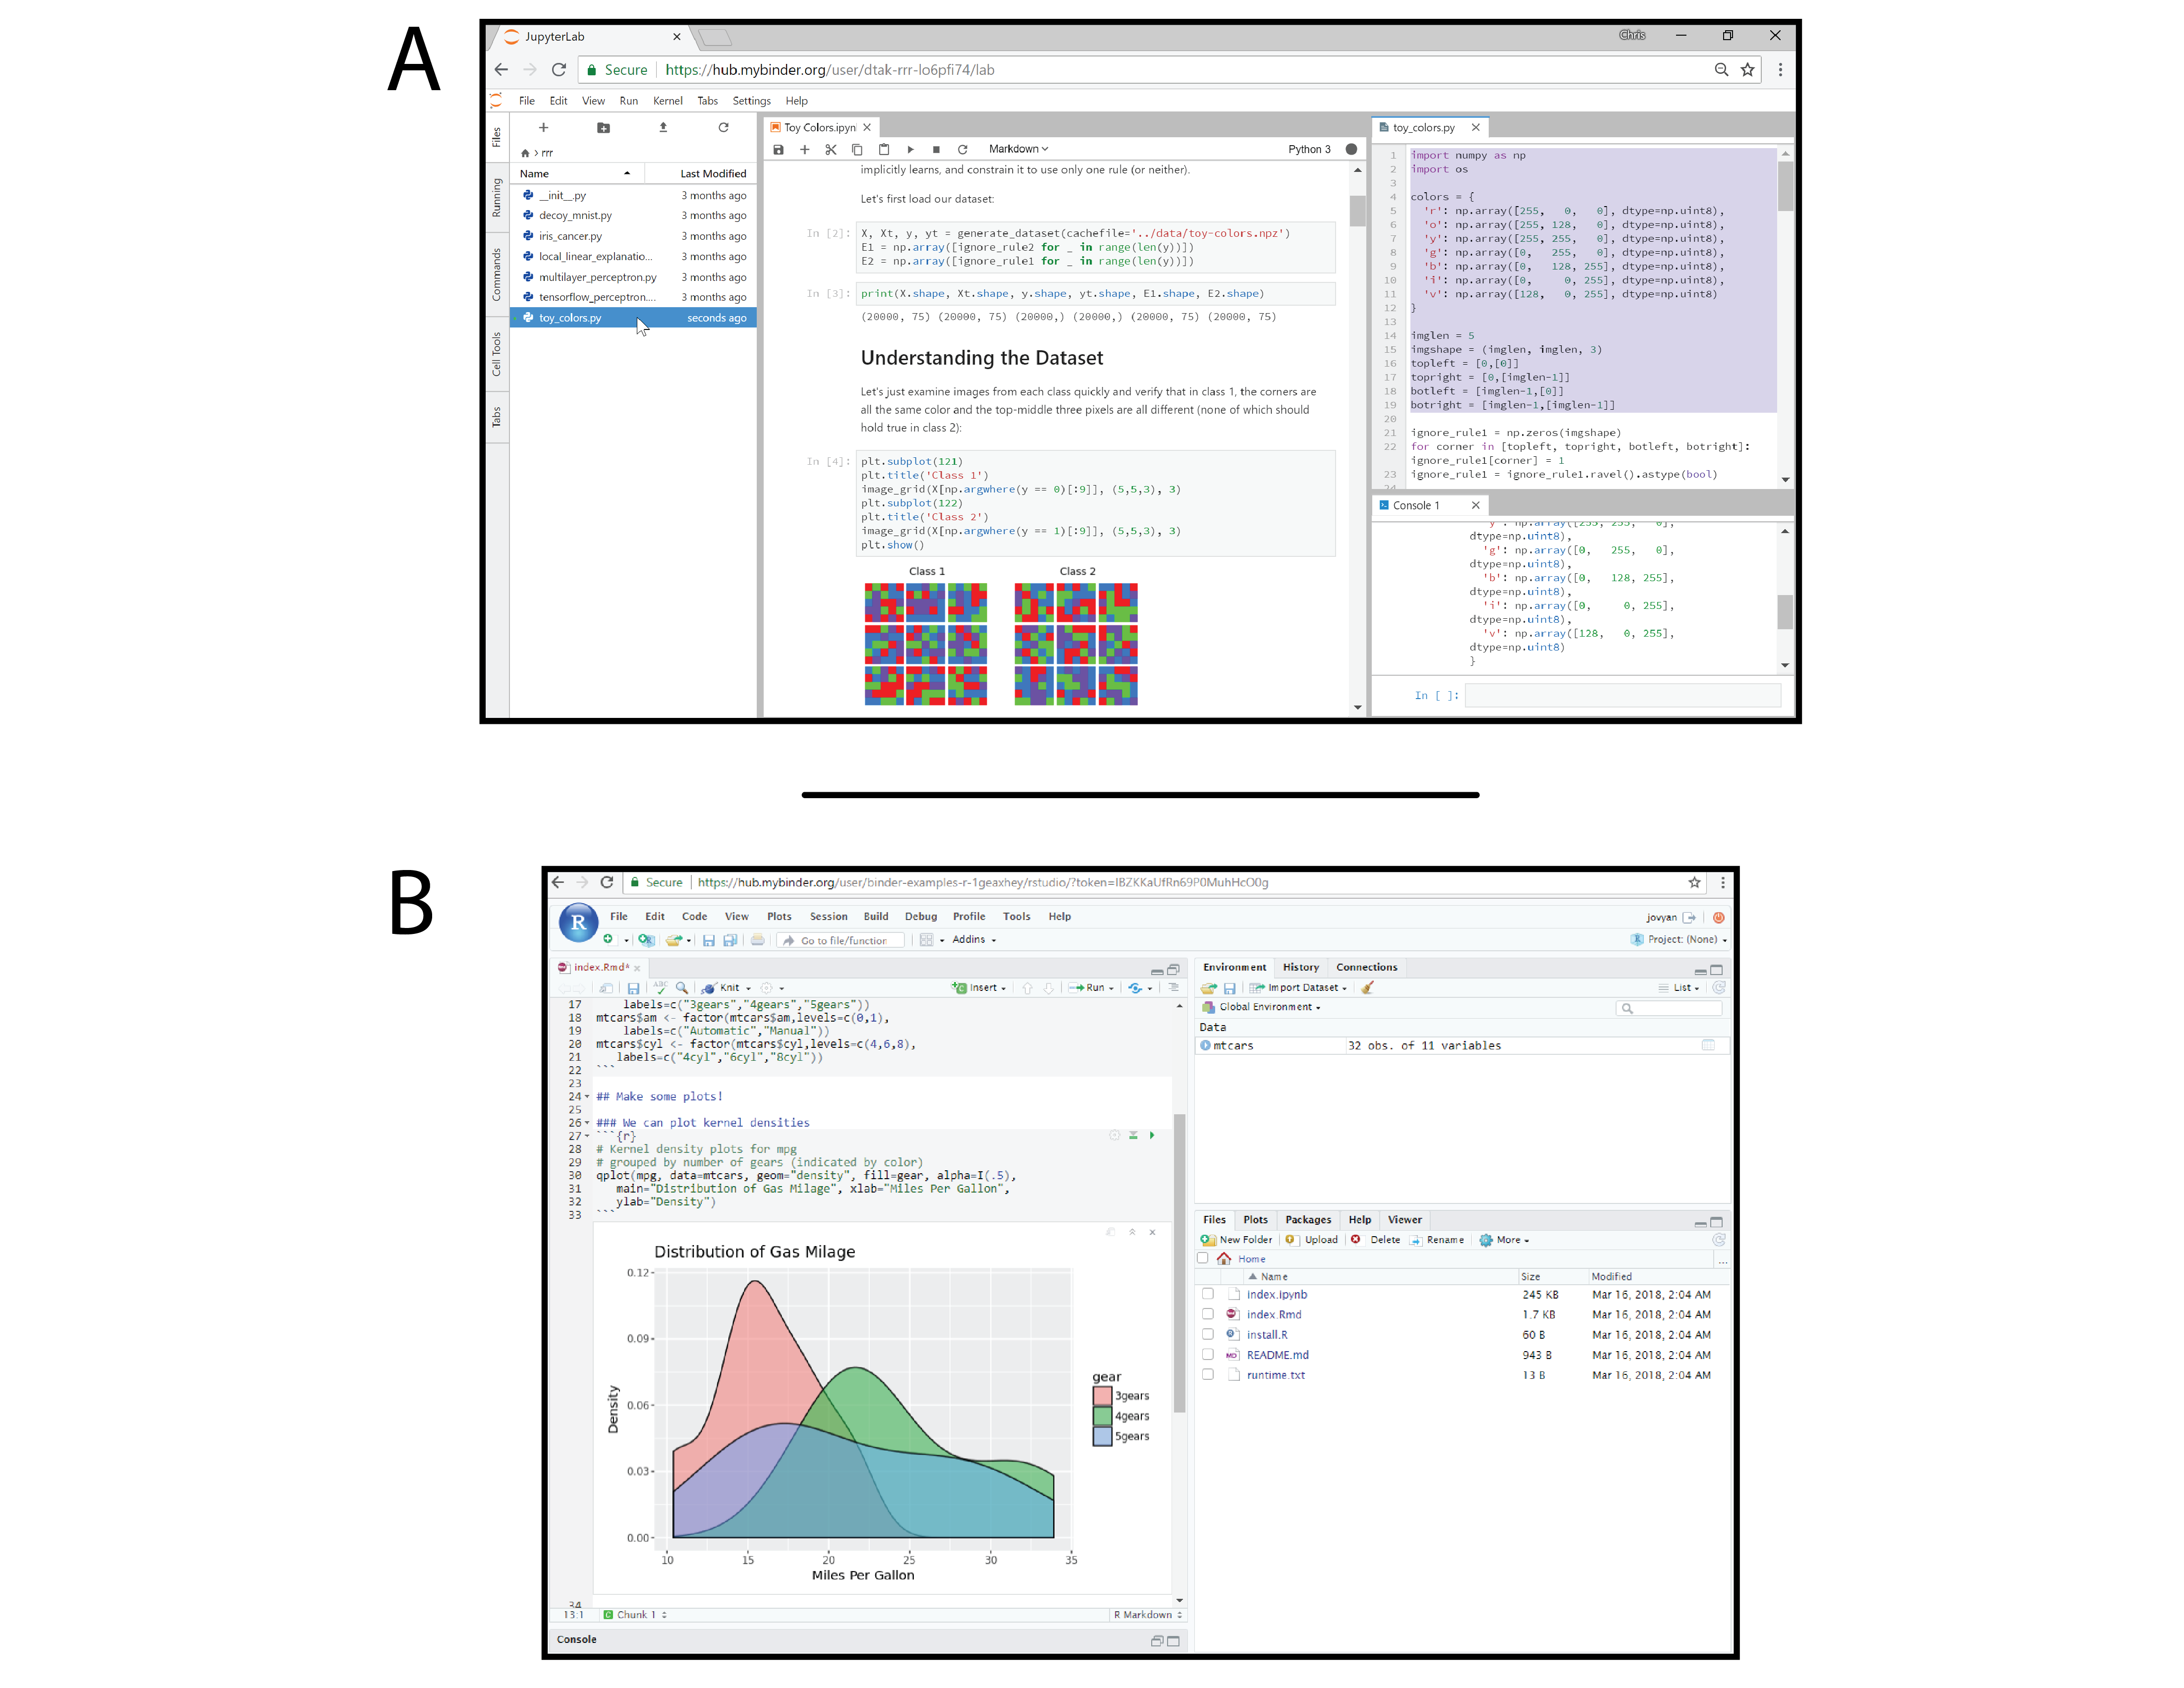 A
JupyterLab
Chris
Secure https://hub.mybinder.org/user/dtak-rrr-lo6pfi74/lab
File Edit View Run Kernel Tabs Settings Help
Files
Running
Commands
Cell Tools
Tabs
> rrr
Name Last Modified
__init__.py 3 months ago
decoy_mnist.py 3 months ago
iris_cancer.py 3 months ago
local_linear_explanatio... 3 months ago
multilayer_perceptron.py 3 months ago
tensorflow_perceptron.... 3 months ago
toy_colors.py seconds ago
Toy Colors.ipyn
Markdown Python 3
implicitly learns, and constrain it to use only one rule (or neither).
Let's first load our dataset:
In [2]: X, Xt, y, yt = generate_dataset(cachefile='../data/toy-colors.npz')
E1 = np.array([ignore_rule2 for _ in range(len(y))])
E2 = np.array([ignore_rule1 for _ in range(len(y))])
In [3]: print(X.shape, Xt.shape, y.shape, yt.shape, E1.shape, E2.shape)
(20000, 75) (20000, 75) (20000,) (20000,) (20000, 75) (20000, 75)
Understanding the Dataset
Let's just examine images from each class quickly and verify that in class 1, the corners are
all the same color and the top-middle three pixels are all different (none of which should
hold true in class 2):
In [4]: plt.subplot(121)
plt.title('Class 1')
image_grid(X[np.argwhere(y == 0)[:9]], (5,5,3), 3)
plt.subplot(122)
plt.title('Class 2')
image_grid(X[np.argwhere(y == 1)[:9]], (5,5,3), 3)
plt.show()
Class 1 Class 2
toy_colors.py
1 import numpy as np
2 import os
3
4 colors = {
5 'r': np.array([255, 0, 0], dtype=np.uint8),
6 'o': np.array([255, 128, 0], dtype=np.uint8),
7 'y': np.array([255, 255, 0], dtype=np.uint8),
8 'g': np.array([0, 255, 0], dtype=np.uint8),
9 'b': np.array([0, 128, 255], dtype=np.uint8),
10 'i': np.array([0, 0, 255], dtype=np.uint8),
11 'v': np.array([128, 0, 255], dtype=np.uint8)
12 }
13
14 imglen = 5
15 imgshape = (imglen, imglen, 3)
16 topleft = [0,[0]]
17 topright = [0,[imglen-1]]
18 botleft = [imglen-1,[0]]
19 botright = [imglen-1,[imglen-1]]
20
21 ignore_rule1 = np.zeros(imgshape)
22 for corner in [topleft, topright, botleft, botright]:
ignore_rule1[corner] = 1
23 ignore_rule1 = ignore_rule1.ravel().astype(bool)
24
Console 1
'y': np.array([255, 255, 0],
dtype=np.uint8),
'g': np.array([0, 255, 0],
dtype=np.uint8),
'b': np.array([0, 128, 255],
dtype=np.uint8),
'i': np.array([0, 0, 255],
dtype=np.uint8),
'v': np.array([128, 0, 255],
dtype=np.uint8)
}
In [ ]:
B
Secure https://hub.mybinder.org/user/binder-examples-r-1geaxhey/rstudio/?token=IBZKKaUfRn69P0MuhHcO0g
R File Edit Code View Plots Session Build Debug Profile Tools Help
jovyan
Go to file/function Addins
Project: (None)
index.Rmd*
ABC Knit Insert Run
17 labels=c("3gears","4gears","5gears"))
18 mtcars$am <- factor(mtcars$am,levels=c(0,1),
19 labels=c("Automatic","Manual"))
20 mtcars$cyl <- factor(mtcars$cyl,levels=c(4,6,8),
21 labels=c("4cyl","6cyl","8cyl"))
22 ```
23
24 ## Make some plots!
25
26 ### We can plot kernel densities
27 ```{r}
28 # Kernel density plots for mpg
29 # grouped by number of gears (indicated by color)
30 qplot(mpg, data=mtcars, geom="density", fill=gear, alpha=I(.5),
31 main="Distribution of Gas Milage", xlab="Miles Per Gallon",
32 ylab="Density")
33 ```
Distribution of Gas Milage
0.12
0.09
0.06
0.03
0.00
Density
10 15 20 25 30 35
Miles Per Gallon
gear
3gears
4gears
5gears
34
13:1 C Chunk 1 R Markdown
Console
Environment History Connections
Import Dataset List
Global Environment
Data
mtcars 32 obs. of 11 variables
Files Plots Packages Help Viewer
New Folder Upload Delete Rename More
Home ...
Name Size Modified
index.ipynb 245 KB Mar 16, 2018, 2:04 AM
index.Rmd 1.7 KB Mar 16, 2018, 2:04 AM
install.R 60 B Mar 16, 2018, 2:04 AM
README.md 943 B Mar 16, 2018, 2:04 AM
runtime.txt 13 B Mar 16, 2018, 2:04 AM